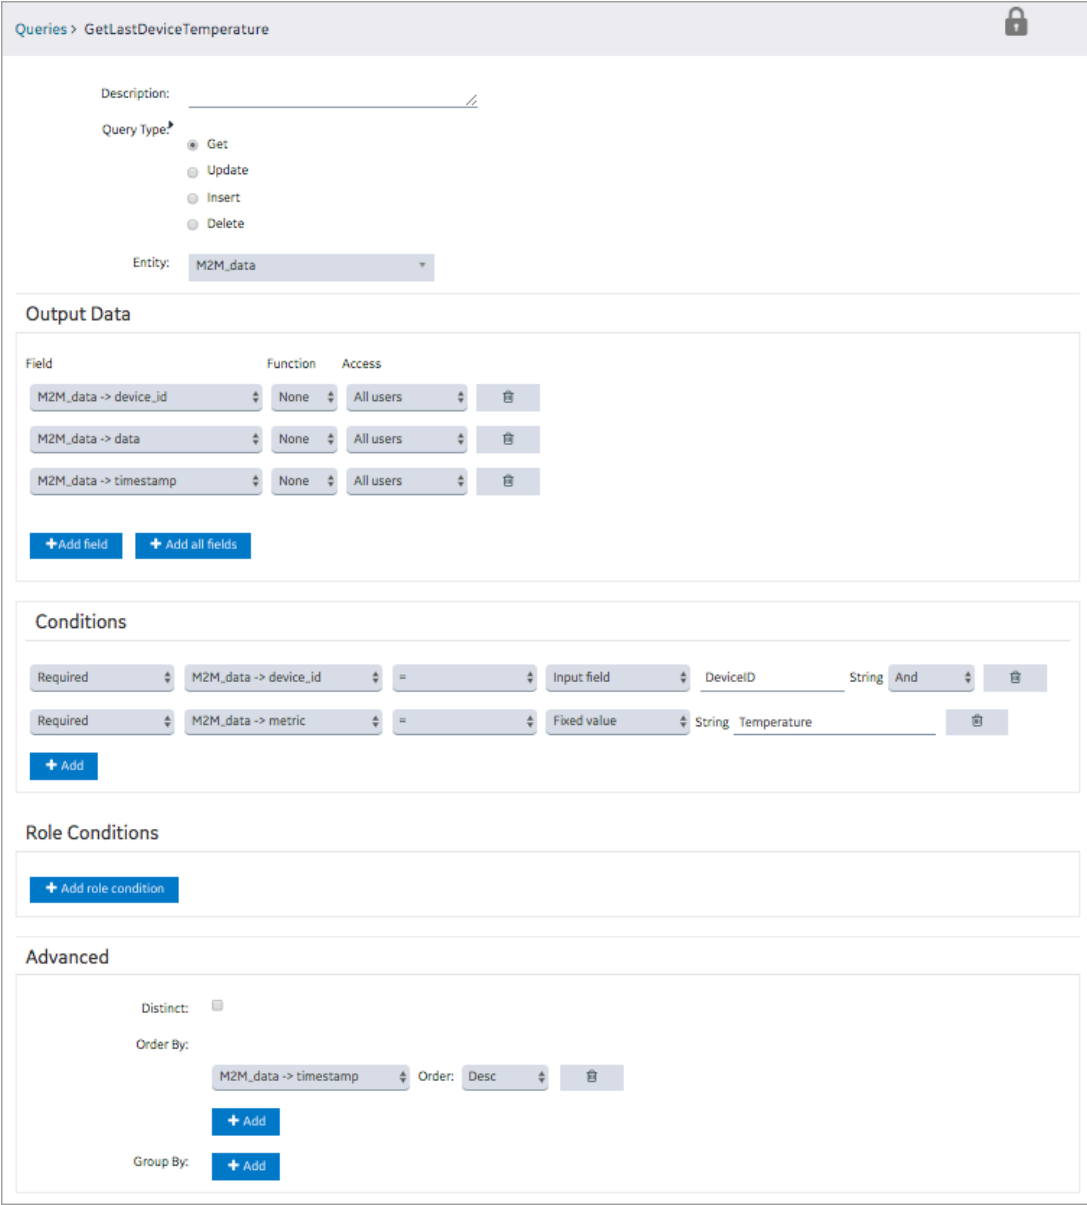 Queries > GetLastDeviceTemperature
Description:
Query Type:
Get
Update
Insert
Delete
Entity: M2M_data
Output Data
Field Function Access
M2M_data -> device_id None All users
M2M_data -> data None All users
M2M_data -> timestamp None All users
+Add field + Add all fields
Conditions
Required M2M_data -> device_id = Input field DeviceID String And
Required M2M_data -> metric = Fixed value String Temperature
+ Add
Role Conditions
+ Add role condition
Advanced
Distinct:
Order By:
M2M_data -> timestamp Order: Desc
+ Add
Group By: + Add